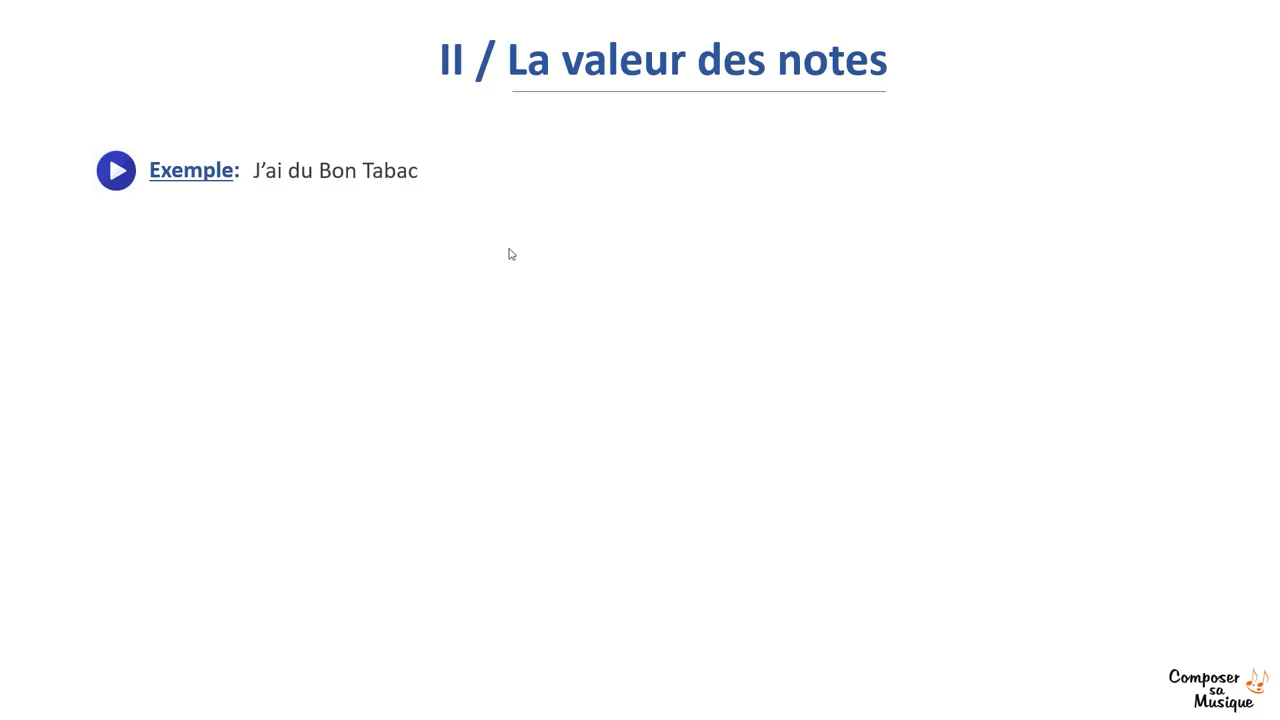 II / La valeur des notes
Exemple: J’ai du Bon Tabac
Composer
sa
Musique